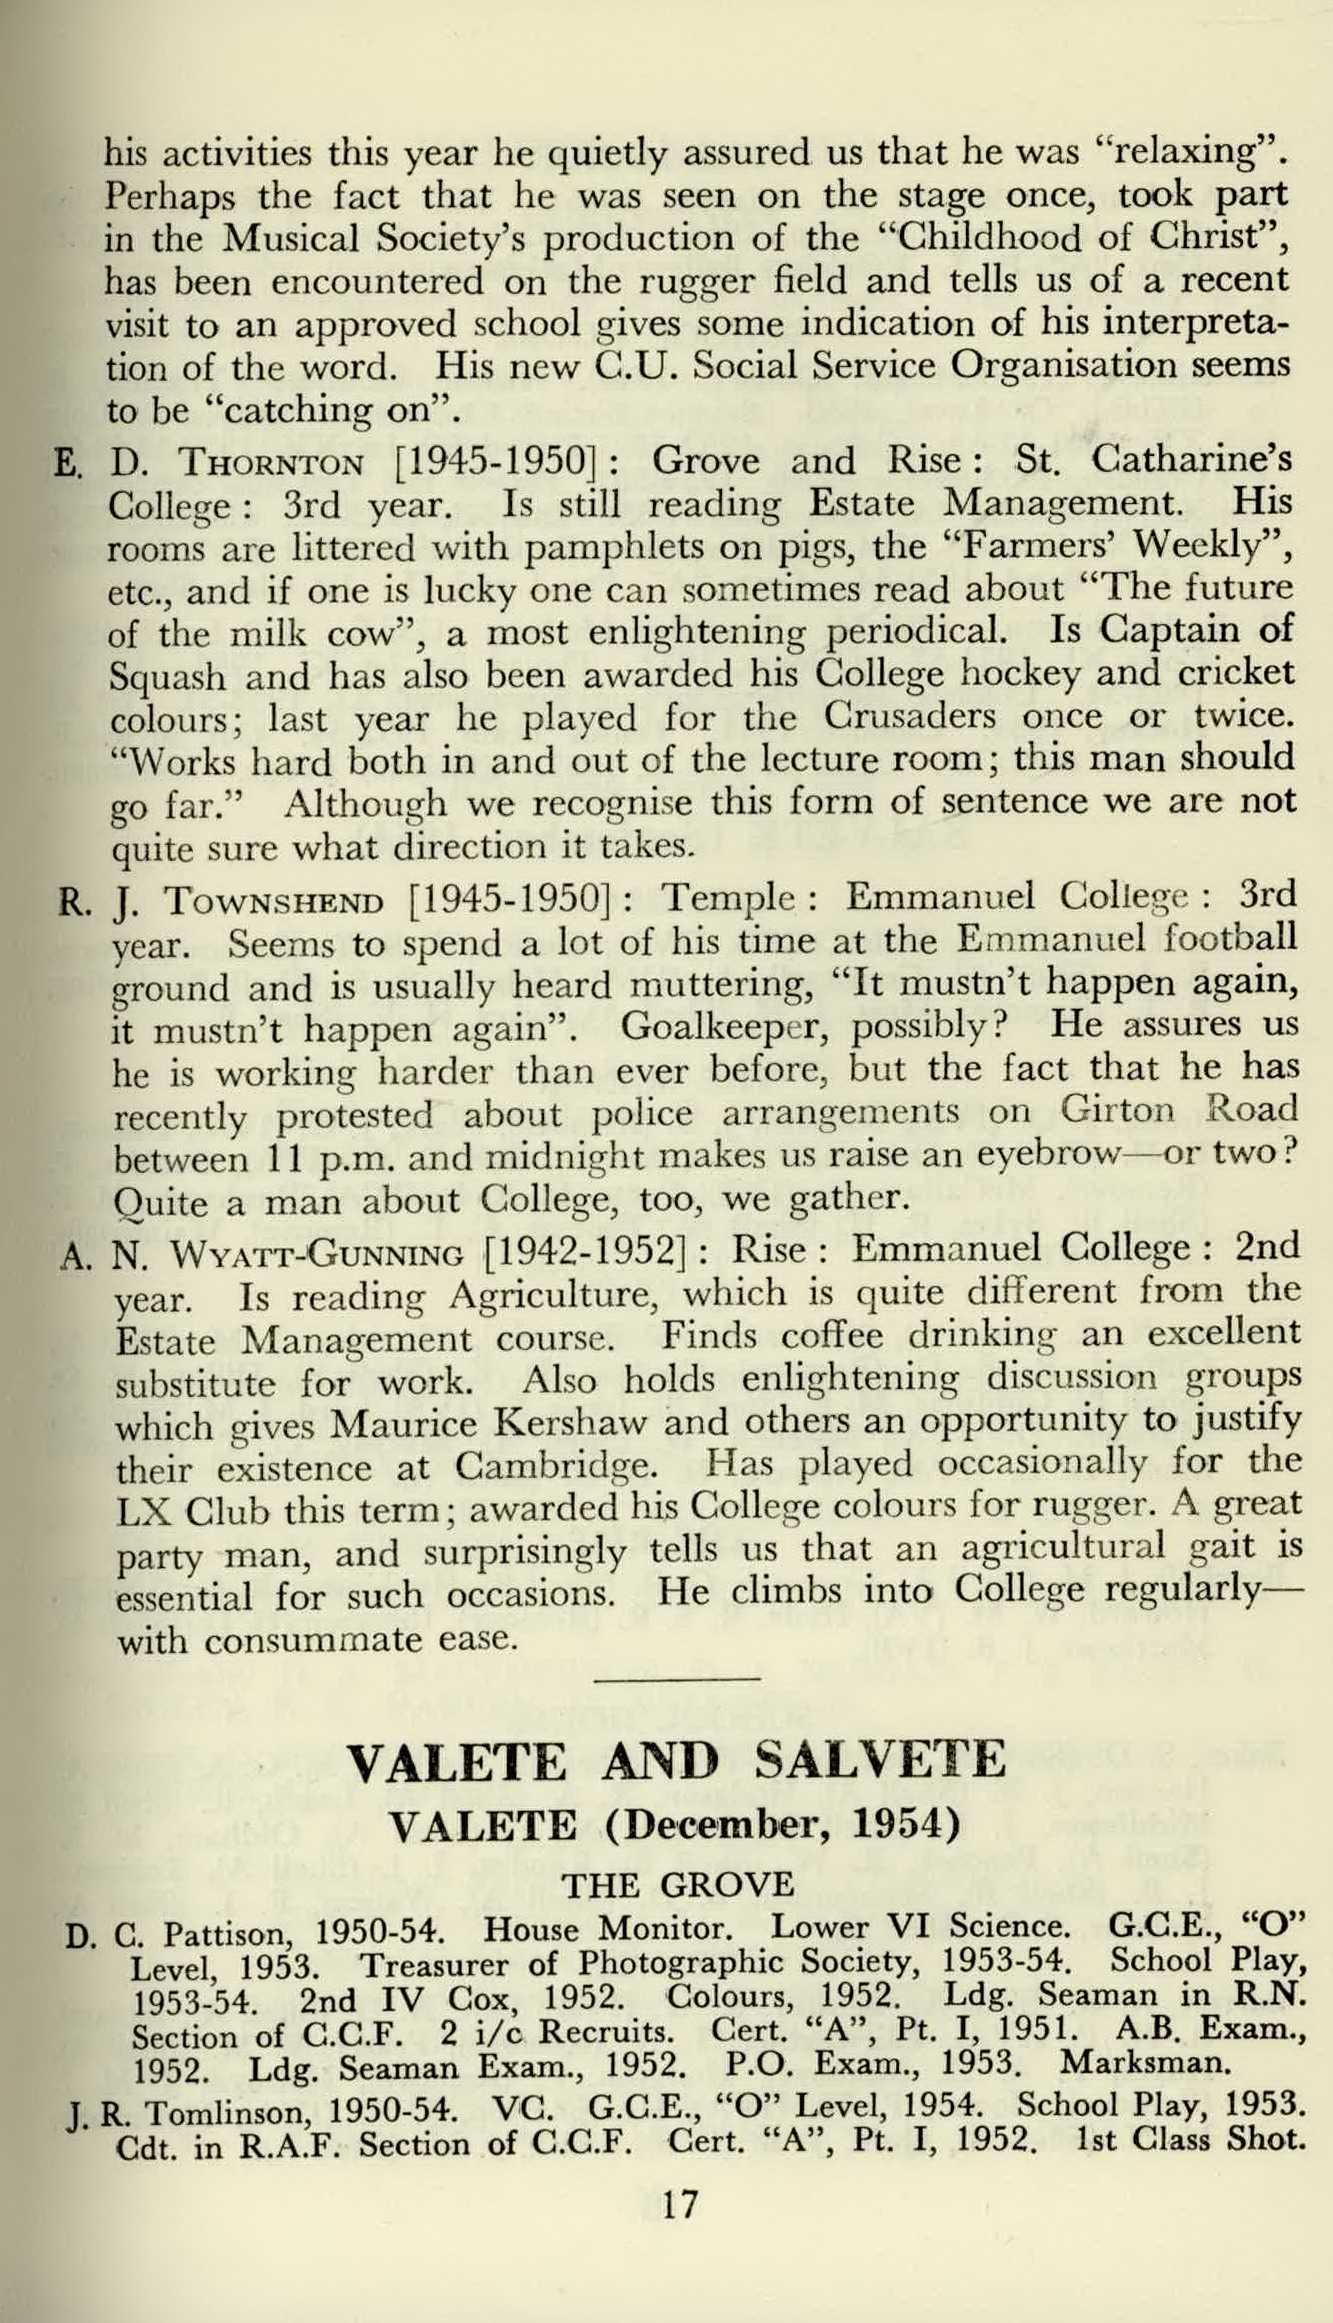 his activities this year he quietly assured us that he was “relaxing”.
Perhaps the fact that he was seen on the stage once, took part
in the Musical Society’s production of the “Childhood of Christ”,
has been encountered on the rugger field and tells us of a recent
visit to an approved school gives some indication of his interpreta-
tion of the word. His new C.U. Social Service Organisation seems
to be “catching on”.
E. D. THORNTON [1945-1950] : Grove and Rise : St. Catharine’s
College : 3rd year. Is still reading Estate Management. His
rooms are littered with pamphlets on pigs, the “Farmers’ Weekly”,
etc., and if one is lucky one can sometimes read about “The future
of the milk cow”, a most enlightening periodical. Is Captain of
Squash and has also been awarded his College hockey and cricket
colours; last year he played for the Crusaders once or twice.
“Works hard both in and out of the lecture room; this man should
go far.” Although we recognise this form of sentence we are not
quite sure what direction it takes.
R. J. TOWNSHEND [1945-1950] : Temple : Emmanuel College : 3rd
year. Seems to spend a lot of his time at the Emmanuel football
ground and is usually heard muttering, “It mustn’t happen again,
it mustn’t happen again”. Goalkeeper, possibly? He assures us
he is working harder than ever before, but the fact that he has
recently protested about police arrangements on Girton Road
between 11 p.m. and midnight makes us raise an eyebrow—or two?
Quite a man about College, too, we gather.
A. N. WYATT-GUNNING [1942-1952] : Rise : Emmanuel College : 2nd
year. Is reading Agriculture, which is quite different from the
Estate Management course. Finds coffee drinking an excellent
substitute for work. Also holds enlightening discussion groups
which gives Maurice Kershaw and others an opportunity to justify
their existence at Cambridge. Has played occasionally for the
LX Club this term; awarded his College colours for rugger. A great
party man, and surprisingly tells us that an agricultural gait is
essential for such occasions. He climbs into College regularly—
with consummate ease.
VALETE AND SALVETE
VALETE (December, 1954)
THE GROVE
D. C. Pattison, 1950-54. House Monitor. Lower VI Science. G.C.E., “O”
Level, 1953. Treasurer of Photographic Society, 1953-54. School Play,
1953-54. 2nd IV Cox, 1952. Colours, 1952. Ldg. Seaman in R.N.
Section of C.C.F. 2 i/c Recruits. Cert. “A”, Pt. I, 1951. A.B. Exam.,
1952. Ldg. Seaman Exam., 1952. P.O. Exam., 1953. Marksman.
J. R. Tomlinson, 1950-54. VC. G.C.E., “O” Level, 1954. School Play, 1953.
Cdt. in R.A.F. Section of C.C.F. Cert. “A”, Pt. I, 1952. 1st Class Shot.
17